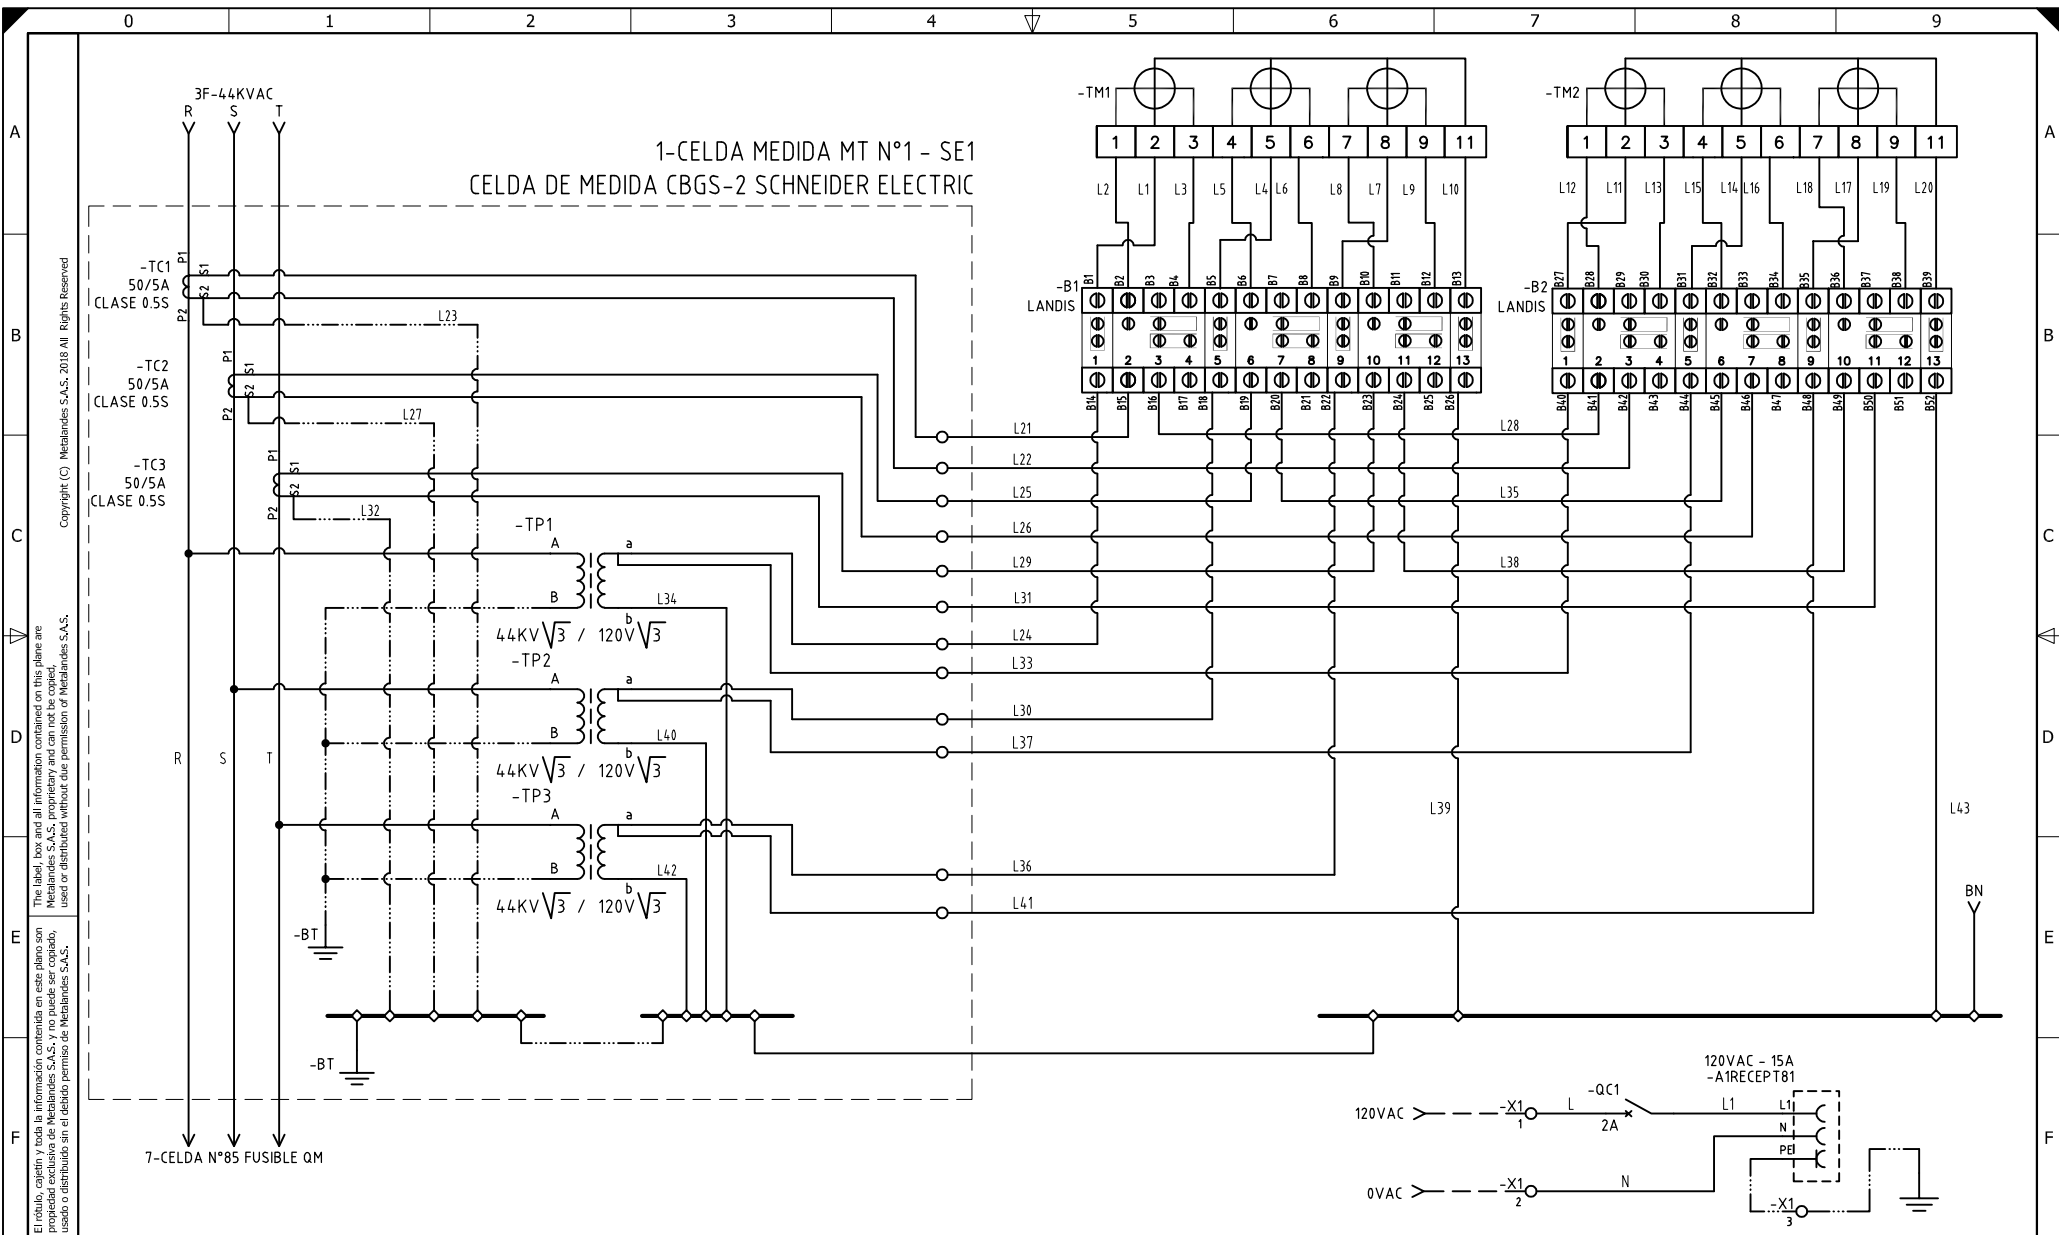 0 1 2 3 4 5 6 7 8 9
A A
B B
C C
D D
E E
F F
Copyright (C) Metalandes S.A.S. 2018 All Rights Reserved
The label, box and all information contained on this plane are
Metalandes S.A.S. proprietary and can not be copied,
used or distributed without due permission of Metalandes S.A.S.
El rótulo, cajetín y toda la información contenida en este plano son
propiedad exclusiva de Metalandes S.A.S. y no puede ser copiado,
usado o distribuido sin el debido permiso de Metalandes S.A.S.
3F-44KVAC
R S T
1-CELDA MEDIDA MT N°1 - SE1
CELDA DE MEDIDA CBGS-2 SCHNEIDER ELECTRIC
-TC1
50/5A
CLASE 0.5S
P1 S1
S2 P2
L23
-TC2
50/5A
CLASE 0.5S
P1 S1
S2 P2
L27
-TC3
50/5A
CLASE 0.5S
P1 S1
S2 P2
L32
-TP1
A a
B b
L34
44KV√3 / 120V√3
-TP2
A a
B b
L40
44KV√3 / 120V√3
-TP3
A a
B b
L42
44KV√3 / 120V√3
R S T
-BT
-BT
7-CELDA N°85 FUSIBLE QM
-TM1
1 2 3 4 5 6 7 8 9 11
L2 L1 L3 L5 L4 L6 L8 L7 L9 L10
-B1
LANDIS
B1 B2 B3 B4 B5 B6 B7 B8 B9 B10 B11 B12 B13
1 2 3 4 5 6 7 8 9 10 11 12 13
B14 B15 B16 B17 B18 B19 B20 B21 B22 B23 B24 B25 B26
-TM2
1 2 3 4 5 6 7 8 9 11
L12 L11 L13 L15 L14 L16 L18 L17 L19 L20
-B2
LANDIS
B27 B28 B29 B30 B31 B32 B33 B34 B35 B36 B37 B38 B39
1 2 3 4 5 6 7 8 9 10 11 12 13
B40 B41 B42 B43 B44 B45 B46 B47 B48 B49 B50 B51 B52
L21 L28
L22
L25 L35
L26
L29 L38
L31
L24
L33
L30
L37
L39 L43
L36
L41
BN
120VAC - 15A
-A1RECEPT81
120VAC -X1 1 L -QC1 2A L1 L1
N
PE
0VAC -X1 2 N
-X1 3